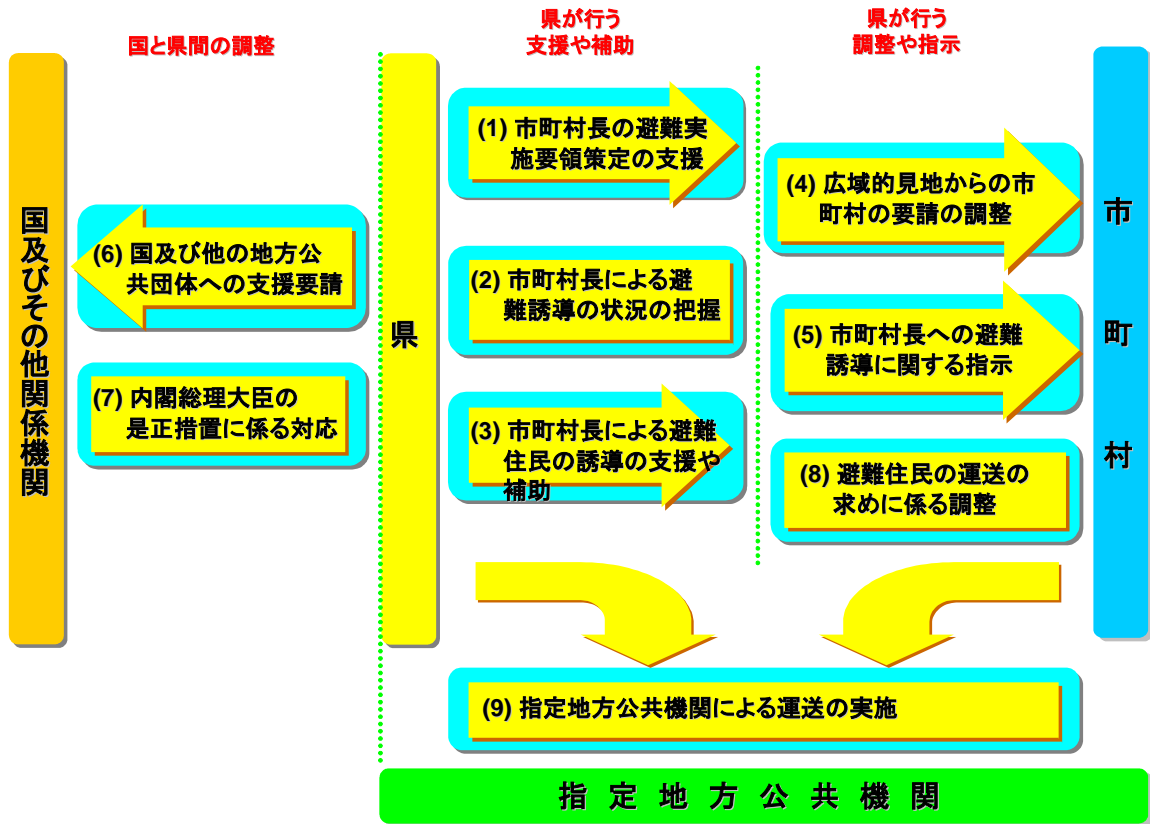 国と県間の調整
県が行う
支援や補助
県が行う
調整や指示
国及びその他関係機関
県
市町村
(1) 市町村長の避難実
施要領策定の支援
(2) 市町村長による避
難誘導の状況の把握
(3) 市町村長による避難
住民の誘導の支援や
補助
(4) 広域的見地からの市
町村の要請の調整
(5) 市町村長への避難
誘導に関する指示
(6) 国及び他の地方公
共団体への支援要請
(7) 内閣総理大臣の
是正措置に係る対応
(8) 避難住民の運送の
求めに係る調整
(9) 指定地方公共機関による運送の実施
指定地方公共機関